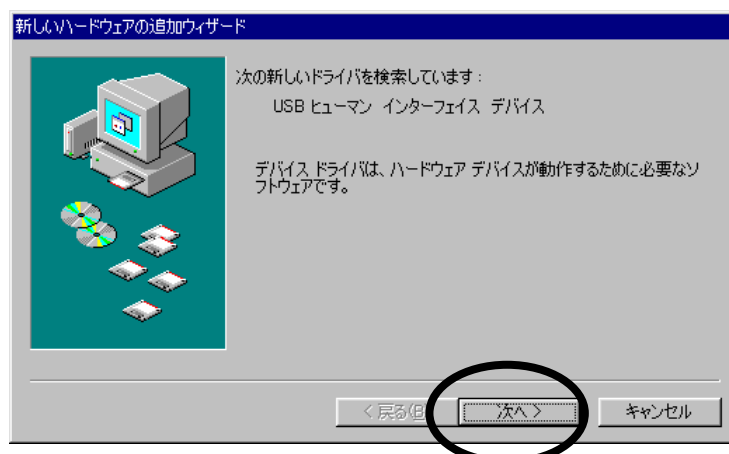 新しいハードウェアの追加ウィザード
次の新しいドライバを検索しています：
USB ヒューマン インターフェイス デバイス
デバイス ドライバは、ハードウェア デバイスが動作するために必要なソ
フトウェアです。
< 戻る(B)
次へ >
キャンセル